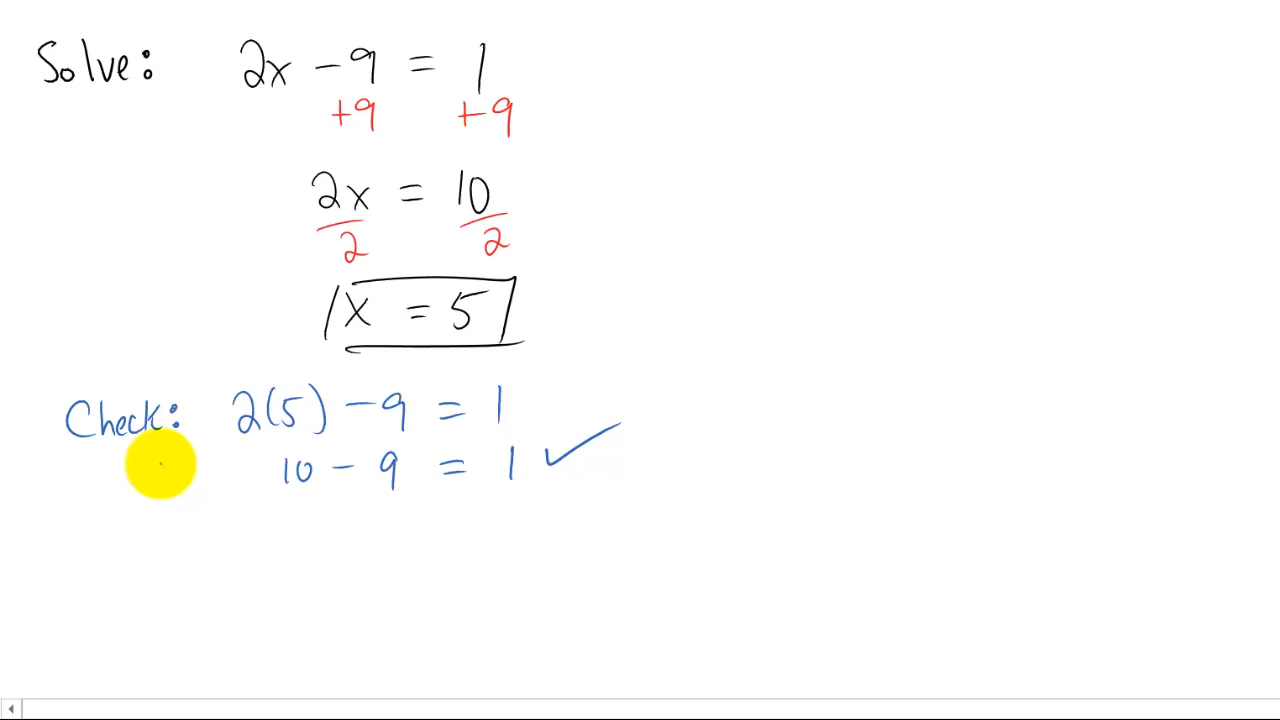 Solve: 2x - 9 = 1
+9 +9
2x = 10
2 2
x = 5
Check: 2(5) - 9 = 1
10 - 9 = 1 ✓